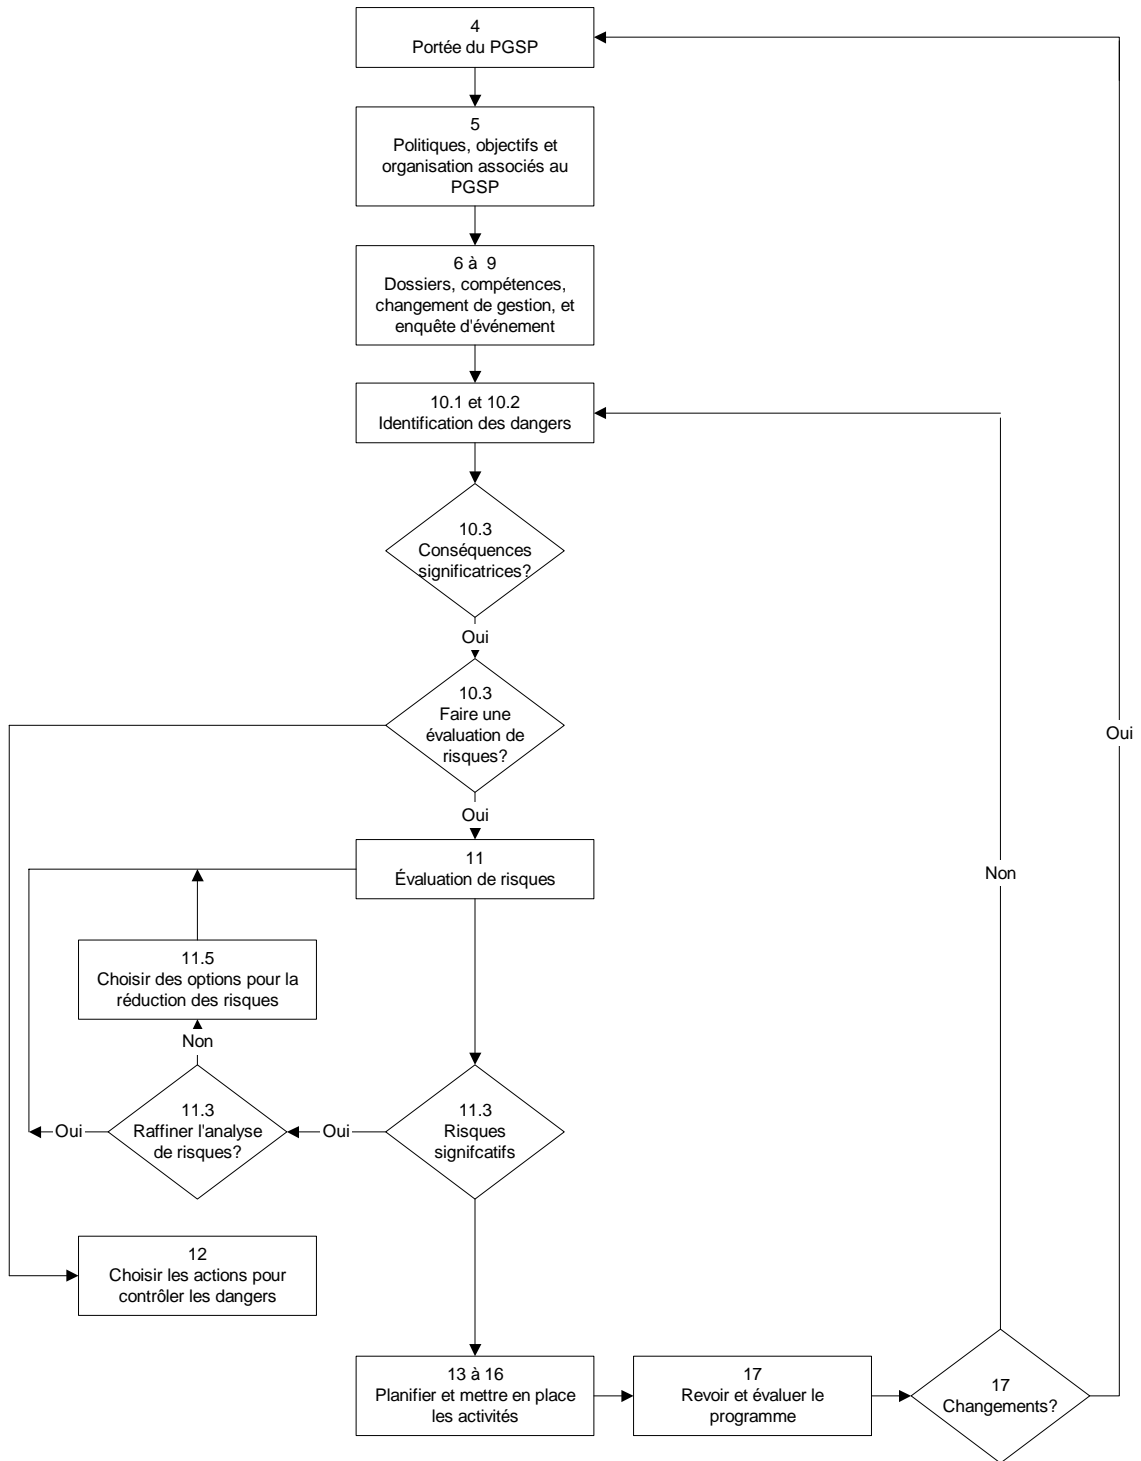 4
Portée du PGSP
5
Politiques, objectifs et
organisation associés au
PGSP
6 à 9
Dossiers, compétences,
changement de gestion, et
enquête d'événement
10.1 et 10.2
Identification des dangers
10.3
Conséquences
significatrices?
Oui
10.3
Faire une
évaluation de
risques?
Oui
Oui
11
Évaluation de risques
Non
11.5
Choisir des options pour la
réduction des risques
Non
11.3
Raffiner l'analyse
de risques?
Oui
Oui
11.3
Risques
signifcatifs
12
Choisir les actions pour
contrôler les dangers
13 à 16
Planifier et mettre en place
les activités
17
Revoir et évaluer le
programme
17
Changements?